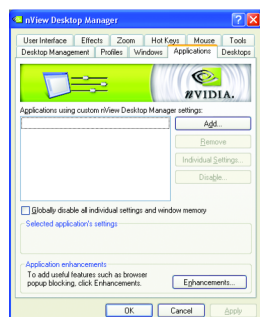 nView Desktop Manager
User Interface Effects Zoom Hot Keys Mouse Tools
Desktop Management Profiles Windows Applications Desktops
nVIDIA.
Applications using custom nView Desktop Manager settings:
Add...
Remove
Individual Settings...
Disable...
Globally disable all individual settings and window memory
Selected application's settings
Application enhancements
To add useful features such as browser
popup blocking, click Enhancements.
Enhancements...
OK Cancel Apply